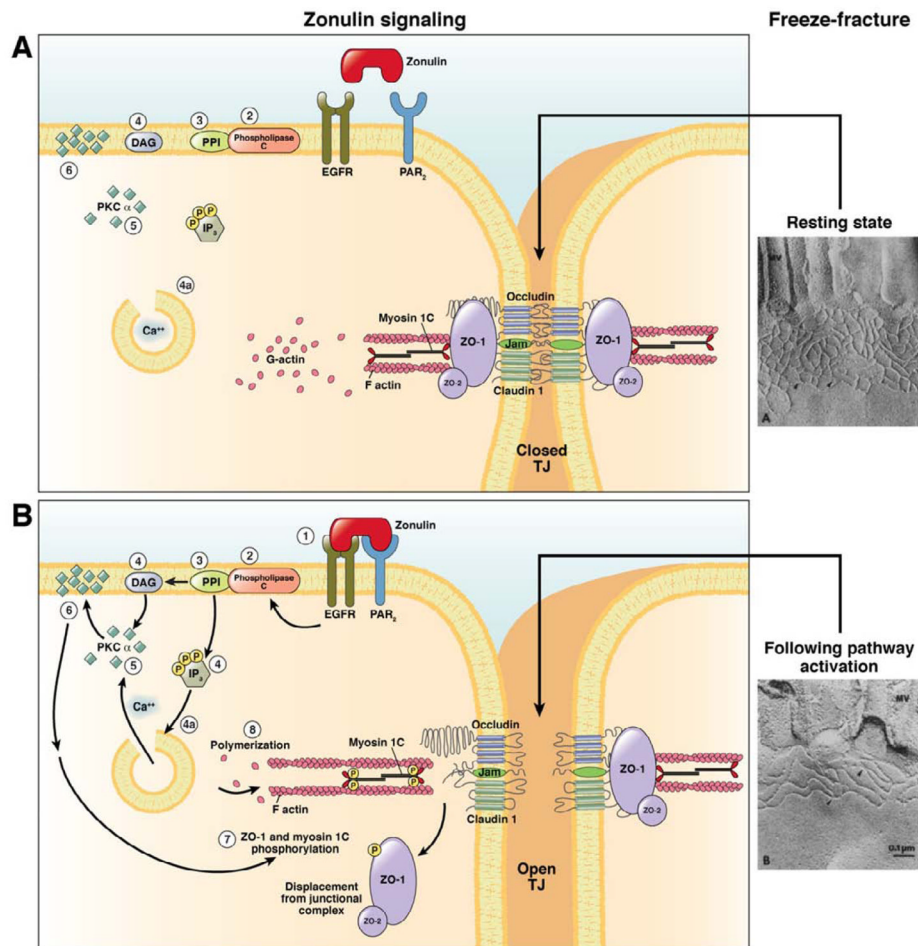 Zonulin signaling
Freeze-fracture
A
Zonulin
4
3
2
DAG
PPI
Phospholipase
C
6
EGFR
PAR₂
PKC α
5
P P P
IP₃
Resting state
MV
A
4a
Ca⁺⁺
Occludin
Myosin 1C
ZO-1
Jam
ZO-1
G-actin
F actin
ZO-2
ZO-2
Claudin 1
Closed
TJ
B
1
Zonulin
4
3
2
DAG
PPI
Phospholipase
C
6
EGFR
PAR₂
PKC α
5
P P P
IP₃
4
Following pathway
activation
MV
0.1μm
B
Ca⁺⁺
4a
8
Polymerization
Myosin 1C
P P
P P
F actin
Occludin
Jam
ZO-1
ZO-2
Claudin 1
7
ZO-1 and myosin 1C
phosphorylation
P
ZO-1
ZO-2
Displacement
from junctional
complex
Open
TJ